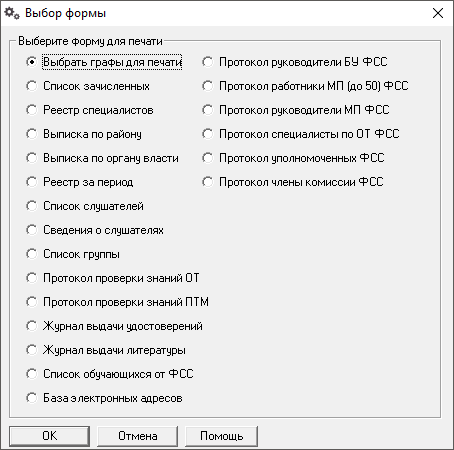 Выбор формы
Выберите форму для печати
Выбрать графы для печати
Список зачисленных
Реестр специалистов
Выписка по району
Выписка по органу власти
Реестр за период
Список слушателей
Сведения о слушателях
Список группы
Протокол проверки знаний ОТ
Протокол проверки знаний ПТМ
Журнал выдачи удостоверений
Журнал выдачи литературы
Список обучающихся от ФСС
База электронных адресов
Протокол руководители БУ ФСС
Протокол работники МП (до 50) ФСС
Протокол руководители МП ФСС
Протокол специалисты по ОТ ФСС
Протокол уполномоченных ФСС
Протокол члены комиссии ФСС
OK
Отмена
Помощь